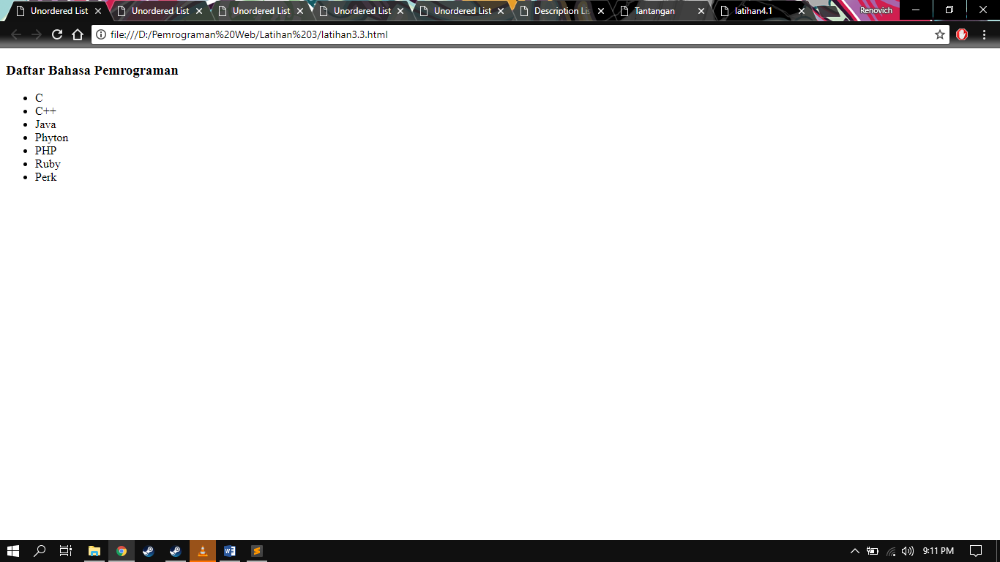 Unordered List
Unordered List
Unordered List
Unordered List
Unordered List
Description Lis
Tantangan
latihan4.1
Renovich
file:///D:/Pemrograman%20Web/Latihan%203/latihan3.3.html
Daftar Bahasa Pemrograman
C
C++
Java
Phyton
PHP
Ruby
Perk
9:11 PM